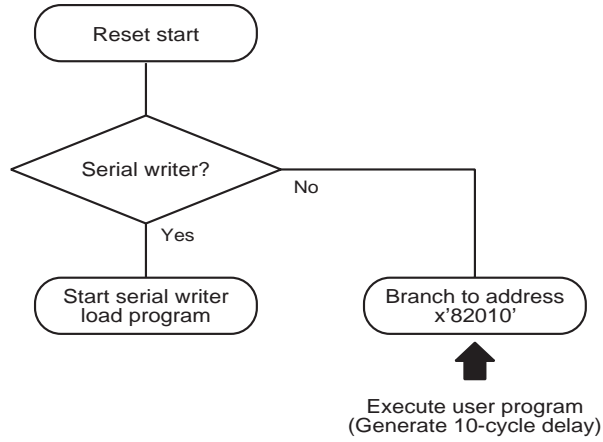 Reset start
Serial writer?
No
Yes
Start serial writer
load program
Branch to address
x'82010'
Execute user program
(Generate 10-cycle delay)